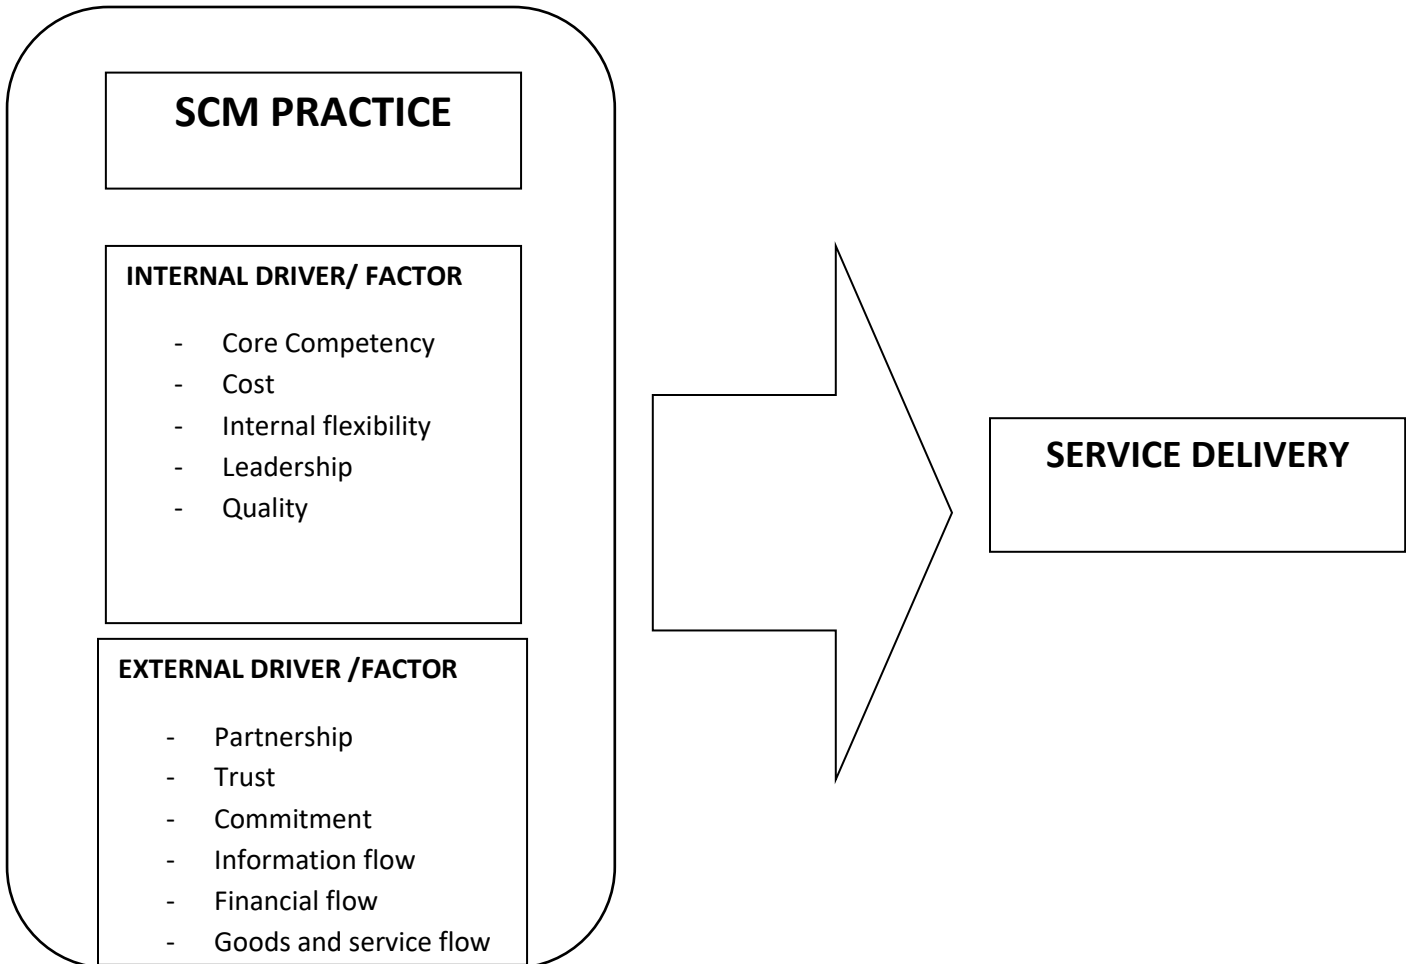 SCM PRACTICE
INTERNAL DRIVER/ FACTOR
- Core Competency
- Cost
- Internal flexibility
- Leadership
- Quality
EXTERNAL DRIVER /FACTOR
- Partnership
- Trust
- Commitment
- Information flow
- Financial flow
- Goods and service flow
SERVICE DELIVERY